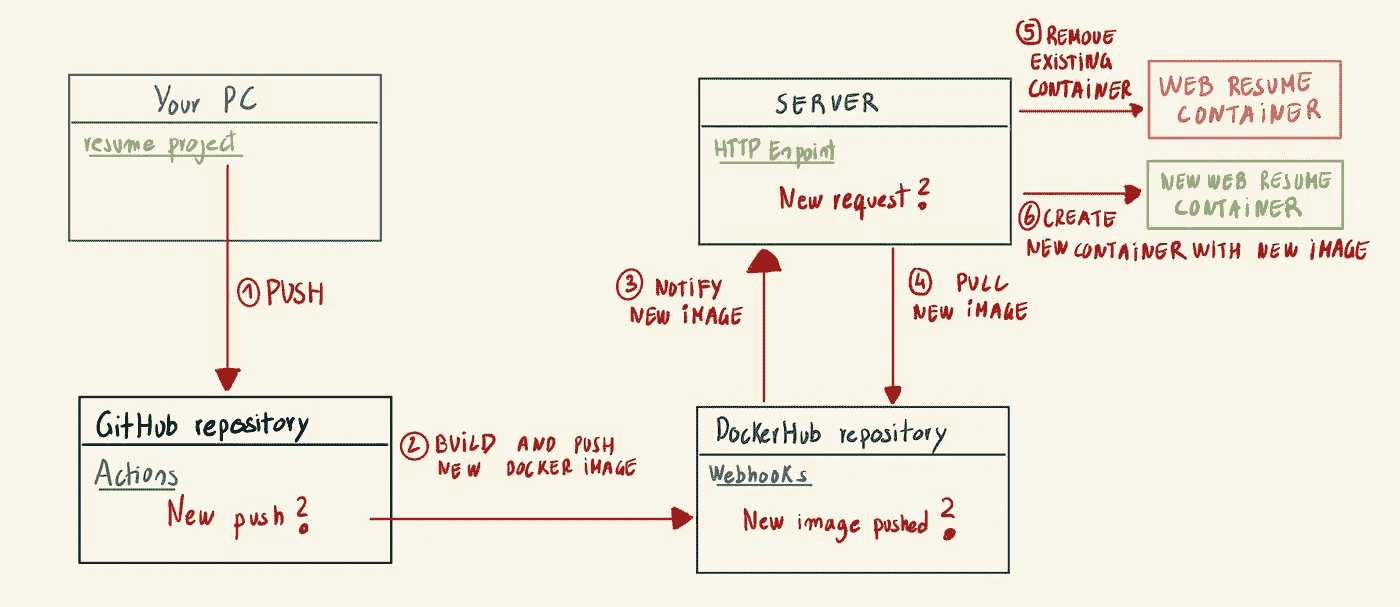 Your PC
resume project
① PUSH
GitHub repository
Actions
New push?
② BUILD AND PUSH
NEW DOCKER IMAGE
DockerHub repository
Webhooks
New image pushed?
③ NOTIFY
NEW IMAGE
SERVER
HTTP Enpoint
New request?
④ PULL
NEW IMAGE
⑤ REMOVE
EXISTING
CONTAINER
WEB RESUME
CONTAINER
⑥ CREATE
NEW CONTAINER WITH NEW IMAGE
NEW WEB RESUME
CONTAINER